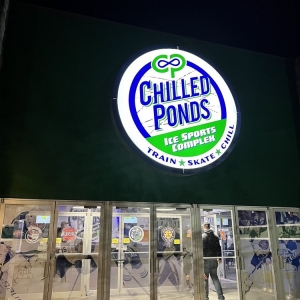 CP
CHILLED
PONDS
ICE SPORTS
COMPLEX
TRAIN ★ SKATE ★ CHILL